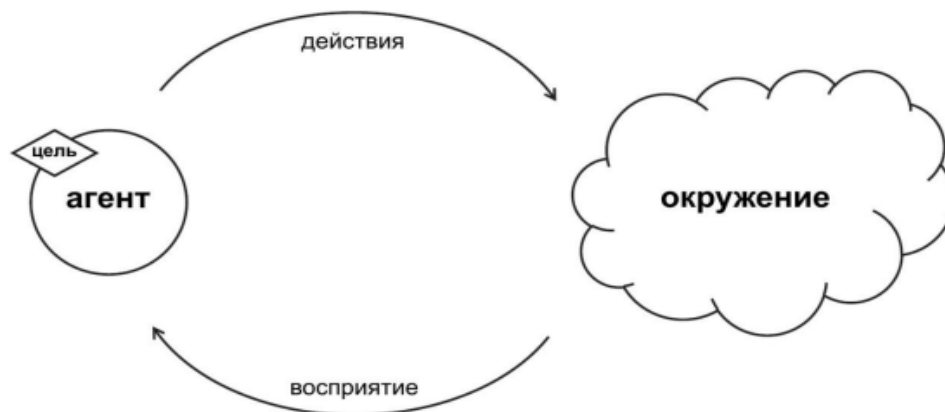 действия
цель
агент
окружение
восприятие